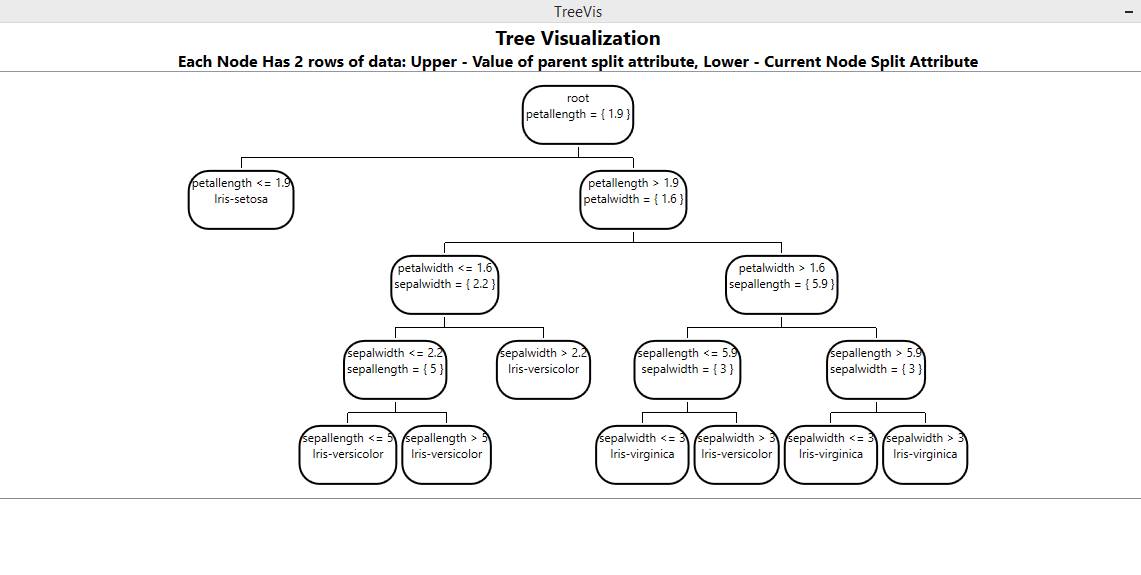 TreeVis
Tree Visualization
Each Node Has 2 rows of data: Upper - Value of parent split attribute, Lower - Current Node Split Attribute
root
petallength = { 1.9 }
petallength <= 1.9
Iris-setosa
petallength > 1.9
petalwidth = { 1.6 }
petalwidth <= 1.6
sepalwidth = { 2.2 }
petalwidth > 1.6
sepallength = { 5.9 }
sepalwidth <= 2.2
sepallength = { 5 }
sepalwidth > 2.2
Iris-versicolor
sepallength <= 5.9
sepalwidth = { 3 }
sepallength > 5.9
sepalwidth = { 3 }
sepallength <= 5
Iris-versicolor
sepallength > 5
Iris-versicolor
sepalwidth <= 3
Iris-virginica
sepalwidth > 3
Iris-versicolor
sepalwidth <= 3
Iris-virginica
sepalwidth > 3
Iris-virginica